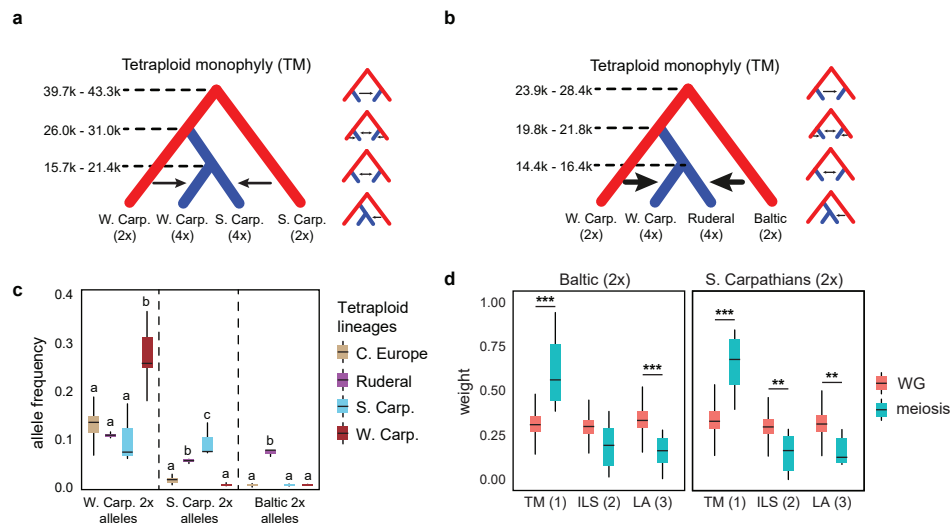 a
Tetraploid monophyly (TM)
39.7k - 43.3k
26.0k - 31.0k
15.7k - 21.4k
W. Carp. W. Carp. S. Carp. S. Carp.
(2x) (4x) (4x) (2x)
b
Tetraploid monophyly (TM)
23.9k - 28.4k
19.8k - 21.8k
14.4k - 16.4k
W. Carp. W. Carp. Ruderal Baltic
(2x) (4x) (4x) (2x)
c
allele frequency
0.4
0.3
0.2
0.1
0.0
a a a b
a b c a
a b a a
W. Carp. 2x S. Carp. 2x Baltic 2x
alleles alleles alleles
Tetraploid
lineages
C. Europe
Ruderal
S. Carp.
W. Carp.
d
Baltic (2x) S. Carpathians (2x)
weight
1.00
0.75
0.50
0.25
0.00
*** ***
*** ** **
TM (1) ILS (2) LA (3) TM (1) ILS (2) LA (3)
WG
meiosis